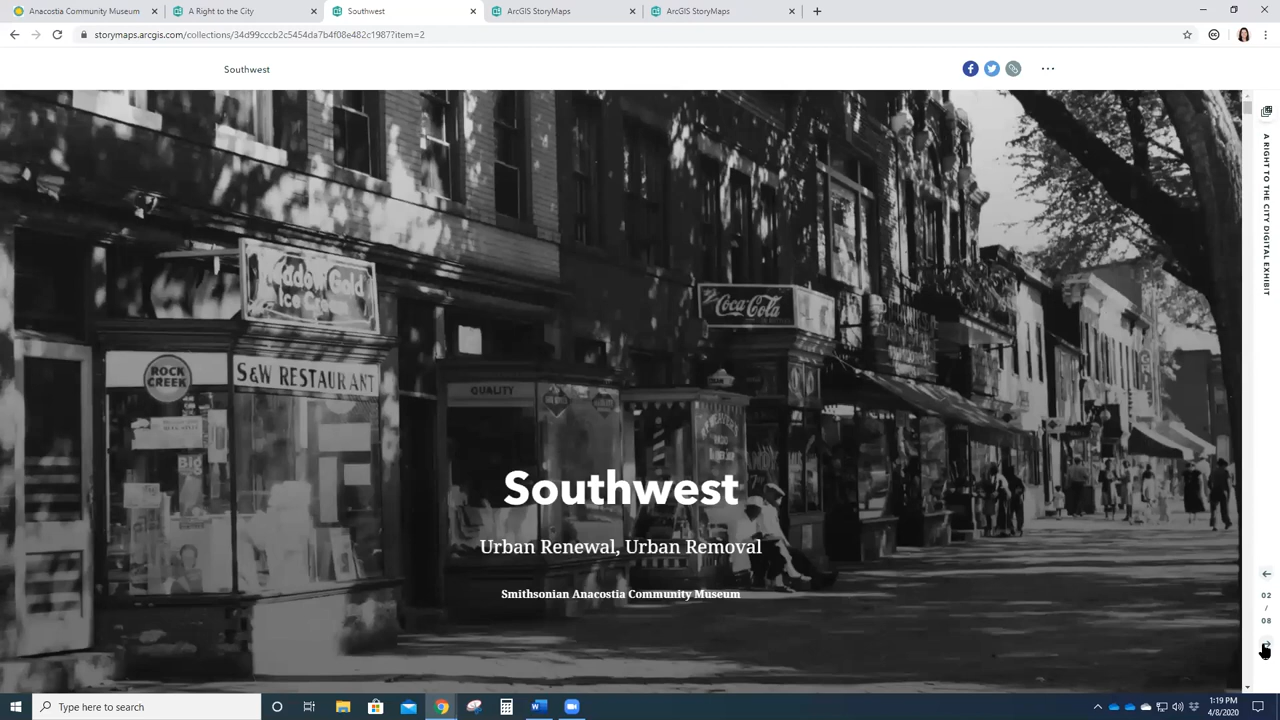 Anacostia Community Museum
A Right to the City
Southwest
ArcGIS StoryMaps
ArcGIS StoryMaps
storymaps.arcgis.com/collections/34d99cccb2c5454da7b4f08e482c1987?item=2
Southwest
A RIGHT TO THE CITY DIGITAL EXHIBIT
Meadow Gold
Ice Cream
Coca-Cola
ROCK
CREEK
S&W RESTAURANT
QUALITY
Big
Southwest
Urban Renewal, Urban Removal
Smithsonian Anacostia Community Museum
02
/
08
Type here to search
1:19 PM
4/8/2020